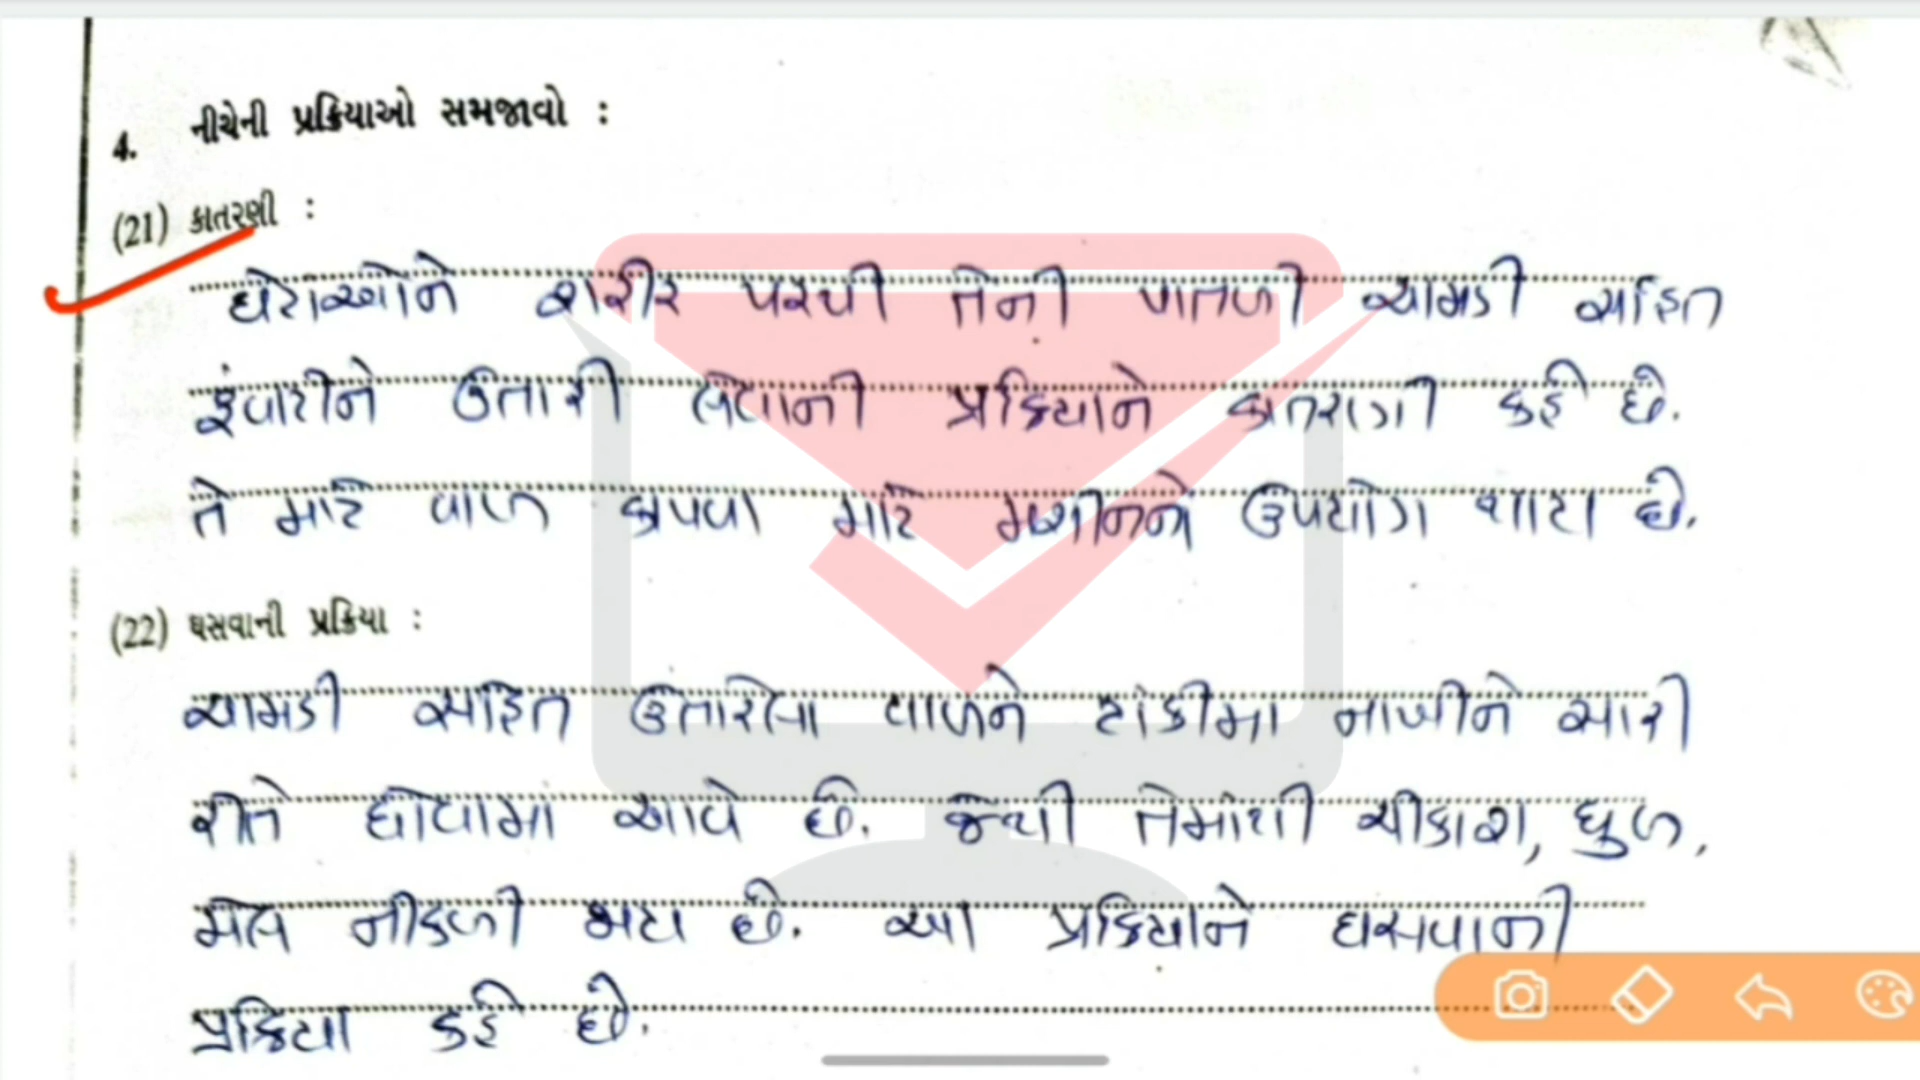 4. નીચેની પ્રક્રિયાઓ સમજાવો :
(21) કાતરણી :
ઘેટાઓને શરીર પરથી તેની પાતળી ચામડી સહિત
રૂંવાટીને ઉતારી લેવાની પ્રક્રિયાને કાતરણી કહે છે.
તે માટે વાળ કાપવા માટે મશીનનો ઉપયોગ થાય છે.
(22) ઘસવાની પ્રક્રિયા :
ચામડી સહિત ઉતારેલા વાળને ટાંકીમા નાખીને સારી
રીતે ધોવામાં આવે છે. જેથી તેમાંથી ચીકાશ, ધુળ,
મેલ નીકળી જાય છે. આ પ્રક્રિયાને ઘસવાની
પ્રક્રિયા કહે છે.